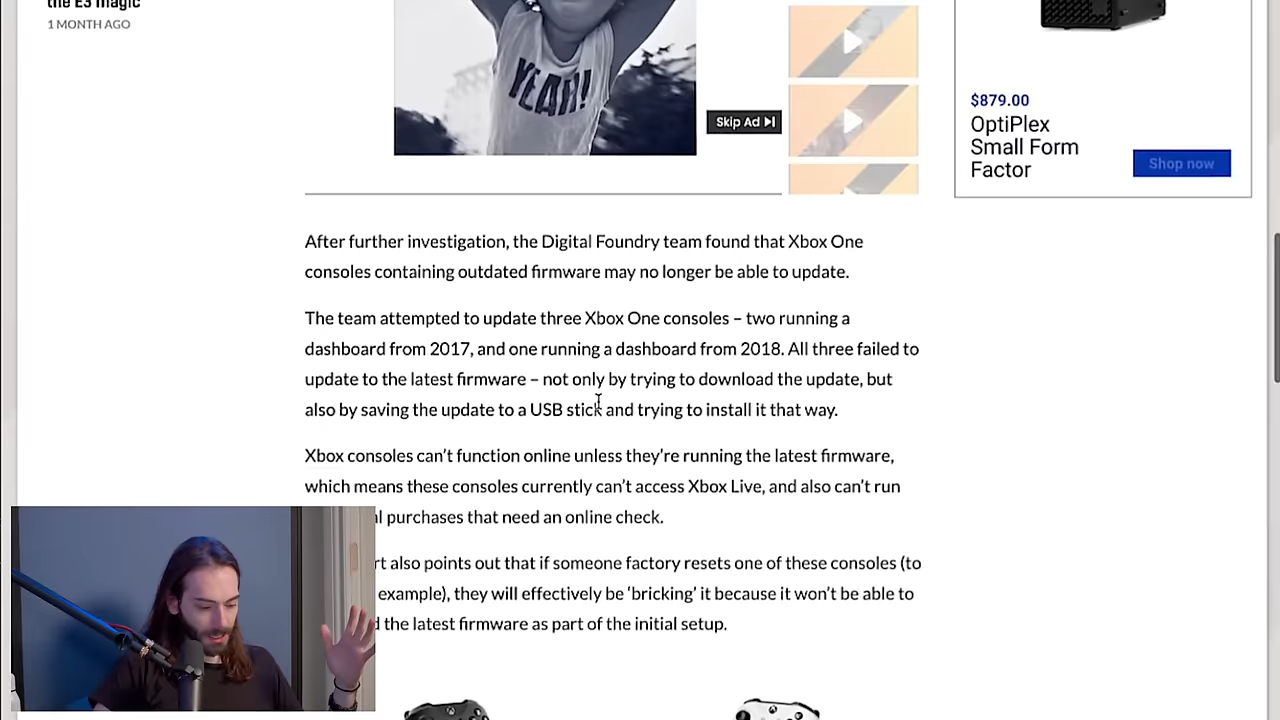 the E3 magic
1 MONTH AGO
YEAH!
Skip Ad
$879.00
OptiPlex
Small Form
Factor
Shop now
After further investigation, the Digital Foundry team found that Xbox One
consoles containing outdated firmware may no longer be able to update.
The team attempted to update three Xbox One consoles – two running a
dashboard from 2017, and one running a dashboard from 2018. All three failed to
update to the latest firmware – not only by trying to download the update, but
also by saving the update to a USB stick and trying to install it that way.
Xbox consoles can’t function online unless they’re running the latest firmware,
which means these consoles currently can’t access Xbox Live, and also can’t run
purchases that need an online check.
also points out that if someone factory resets one of these consoles (to
example), they will effectively be ‘bricking’ it because it won’t be able to
the latest firmware as part of the initial setup.